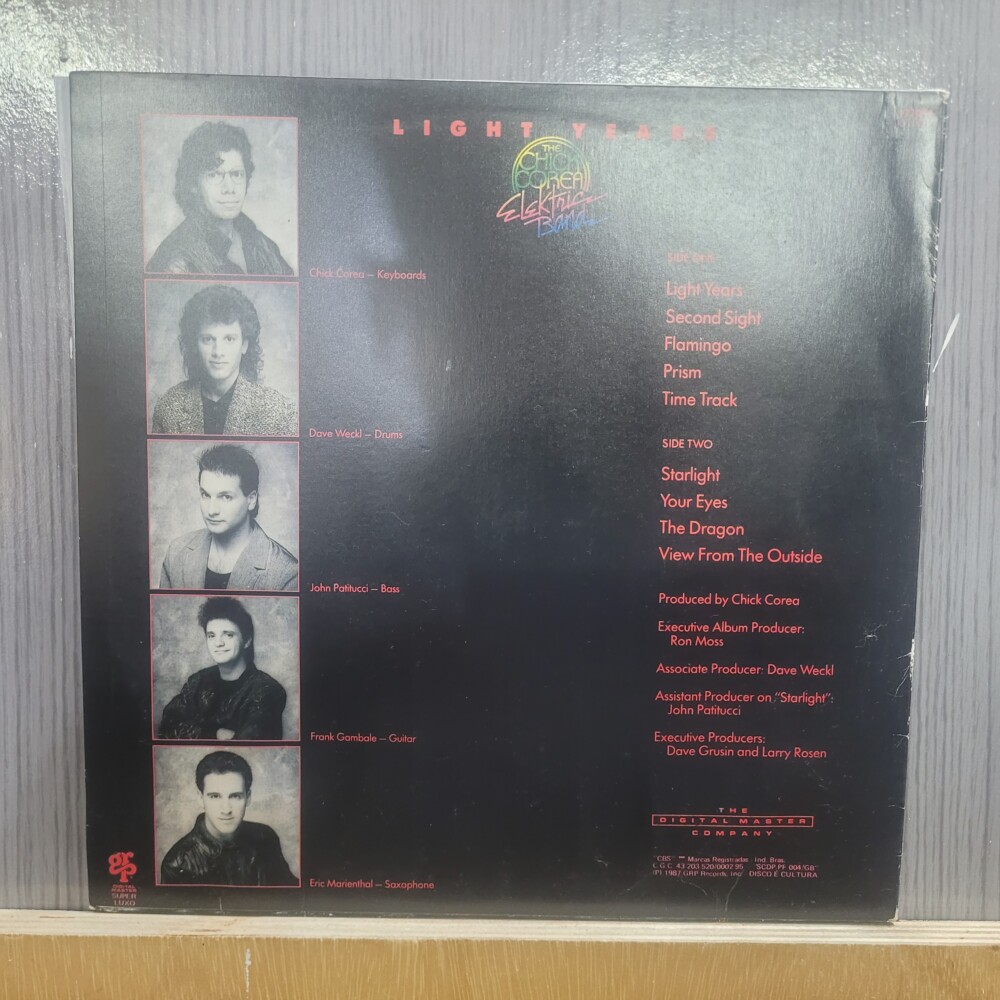 LIGHT YEARS
THE
CHICK
COREA
Elektric
Band
Chick Corea – Keyboards
Dave Weckl – Drums
John Patitucci – Bass
Frank Gambale – Guitar
Eric Marienthal – Saxophone
SIDE ONE
Light Years
Second Sight
Flamingo
Prism
Time Track
SIDE TWO
Starlight
Your Eyes
The Dragon
View From The Outside
Produced by Chick Corea
Executive Album Producer:
Ron Moss
Associate Producer: Dave Weckl
Assistant Producer on "Starlight":
John Patitucci
Executive Producers:
Dave Grusin and Larry Rosen
THE
DIGITAL MASTER
COMPANY
"CBS" Marcas Registradas Ind. Bras.
C.G.C. 43.203.520/0002 95 "SCDP PF 004/GB"
(P) 1987 GRP Records, Inc. DISCO É CULTURA
grp
DIGITAL
MASTER
SUPER
LUXO